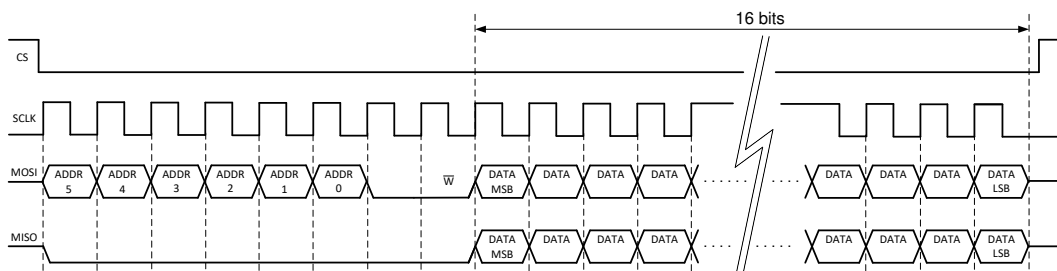 16 bits
CS
SCLK
MOSI ADDR ADDR ADDR ADDR ADDR ADDR W̅ DATA DATA DATA DATA DATA DATA DATA DATA
5 4 3 2 1 0 MSB LSB
MISO DATA DATA DATA DATA DATA DATA DATA DATA
MSB LSB